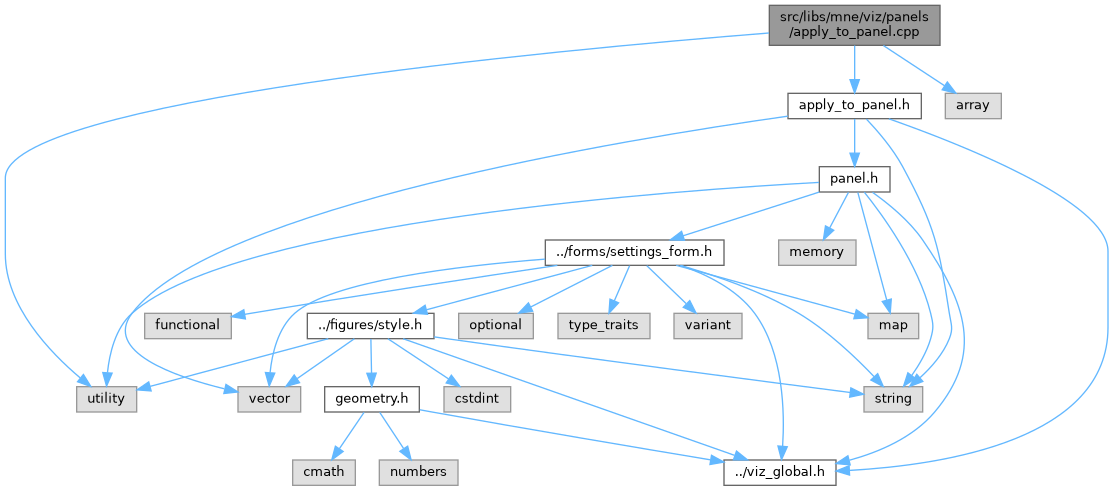 src/libs/mne/viz/panels
/apply_to_panel.cpp
apply_to_panel.h
array
panel.h
../forms/settings_form.h
memory
functional
../figures/style.h
optional
type_traits
variant
map
utility
vector
geometry.h
cstdint
string
cmath
numbers
../viz_global.h